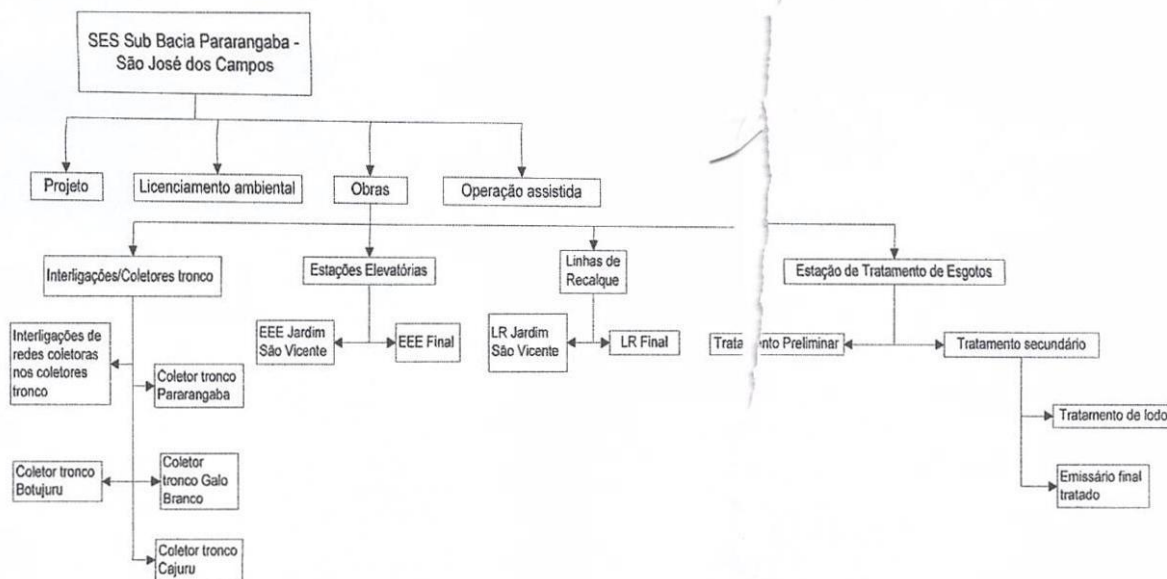 SES Sub Bacia Pararangaba -
São José dos Campos
Projeto
Licenciamento ambiental
Obras
Operação assistida
Interligações/Coletores tronco
Estações Elevatórias
Linhas de
Recalque
Estação de Tratamento de Esgotos
Interligações de
redes coletoras
nos coletores
tronco
Coletor tronco
Pararangaba
EEE Jardim
São Vicente
EEE Final
LR Jardim
São Vicente
LR Final
Tratamento Preliminar
Tratamento secundário
Tratamento de lodo
Coletor tronco
Botujuru
Coletor
tronco Galo
Branco
Emissário final
tratado
Coletor tronco
Cajuru